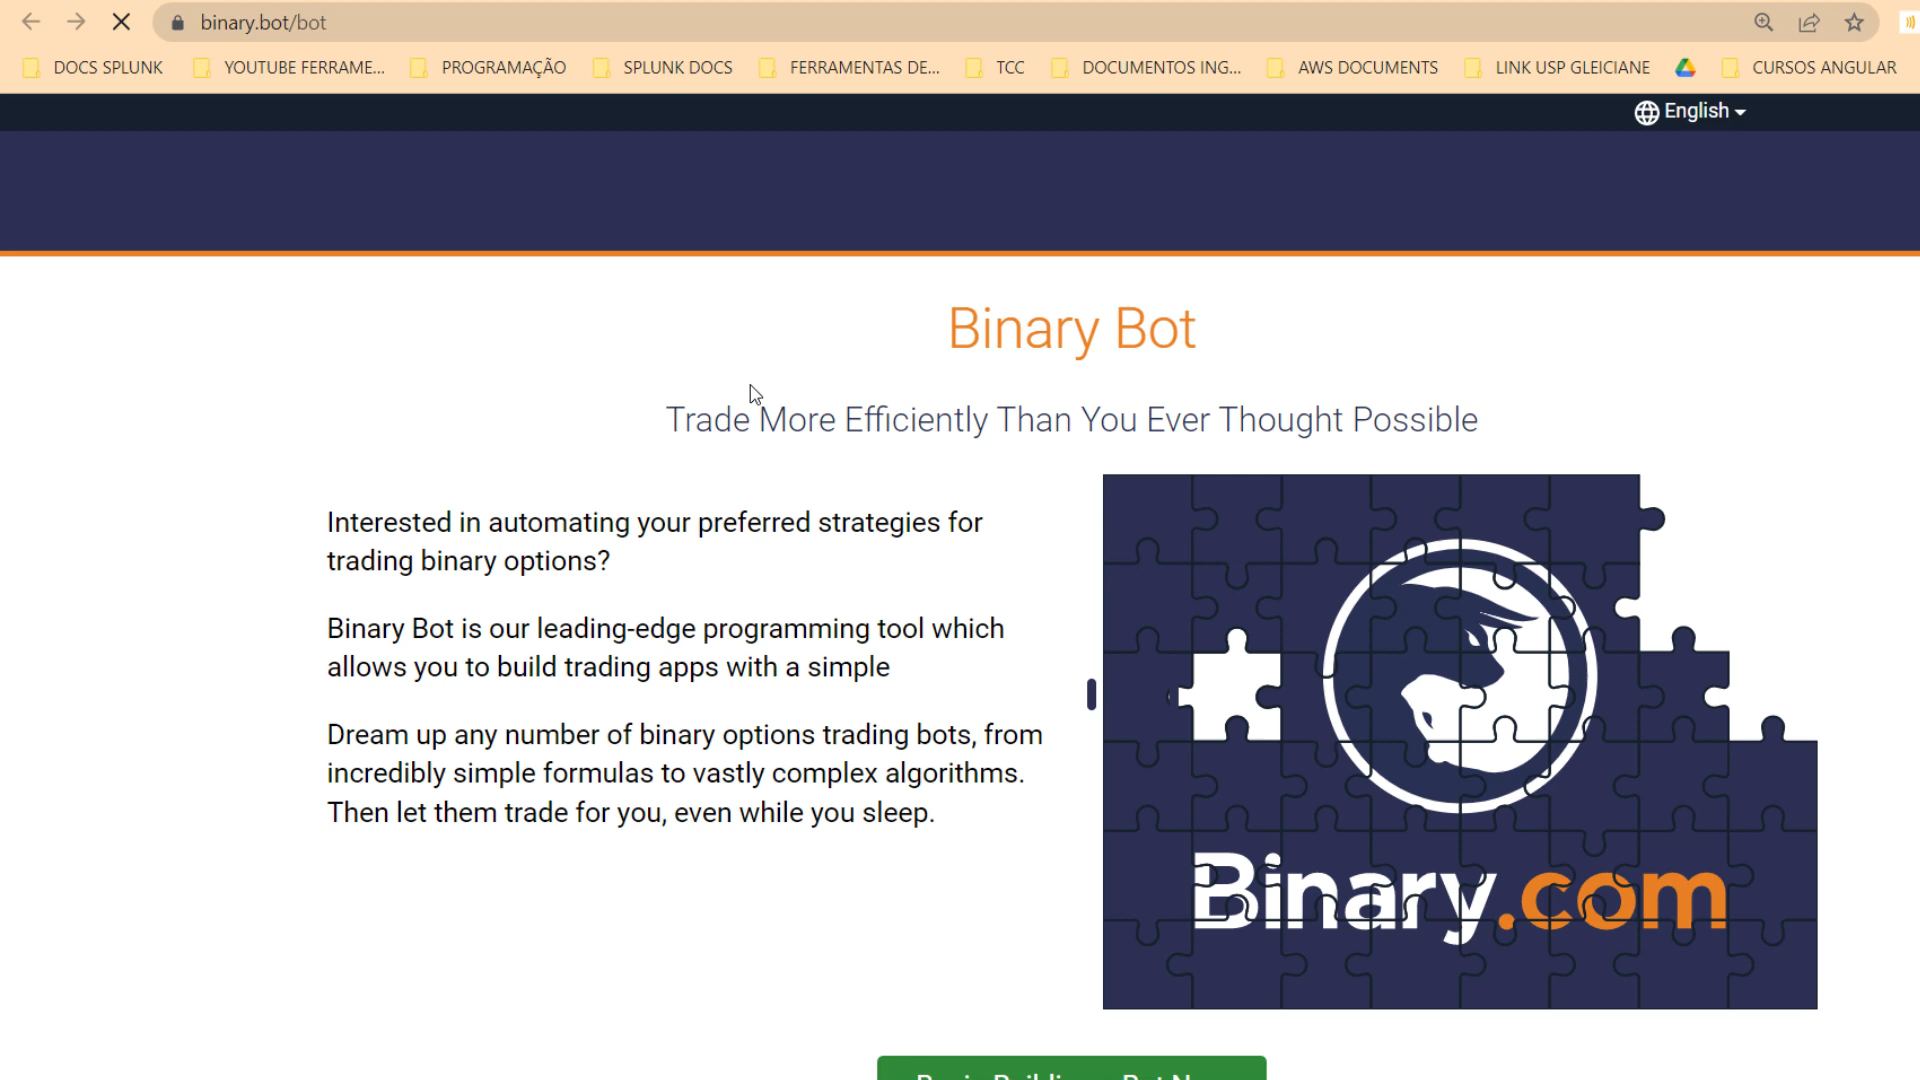 binary.bot/bot
DOCS SPLUNK YOUTUBE FERRAME... PROGRAMAÇÃO SPLUNK DOCS FERRAMENTAS DE... TCC DOCUMENTOS ING... AWS DOCUMENTS LINK USP GLEICIANE CURSOS ANGULAR
English
Binary Bot
Trade More Efficiently Than You Ever Thought Possible
Interested in automating your preferred strategies for
trading binary options?
Binary Bot is our leading-edge programming tool which
allows you to build trading apps with a simple
Dream up any number of binary options trading bots, from
incredibly simple formulas to vastly complex algorithms.
Then let them trade for you, even while you sleep.
Binary.com